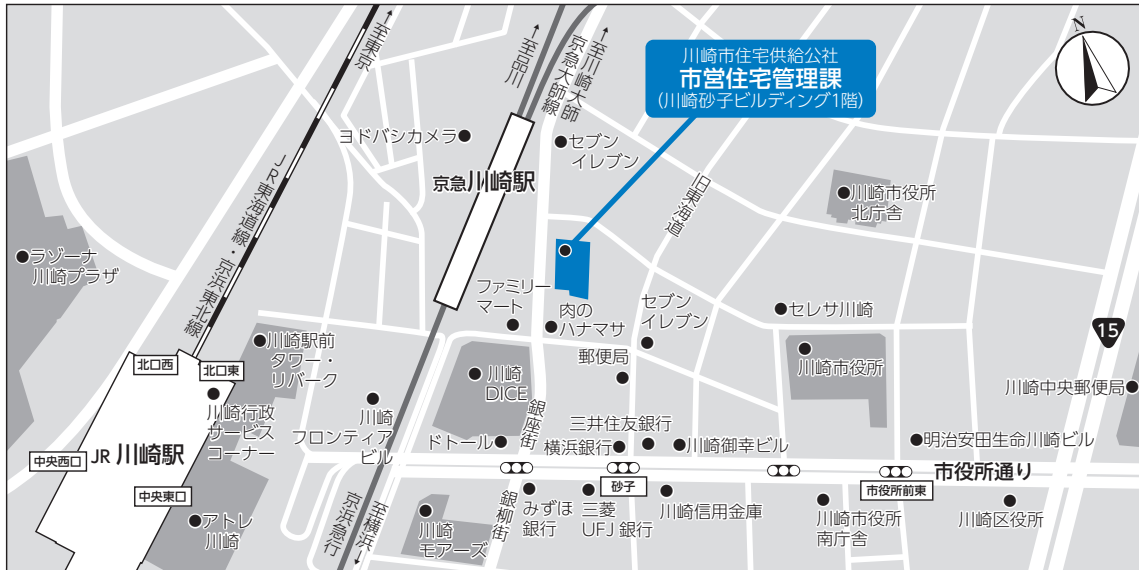 ←至東京
JR東海道線・京浜東北線
←至品川
←至川崎大師
京急大師線
川崎市住宅供給公社
市営住宅管理課
(川崎砂子ビルディング1階)
N
ヨドバシカメラ
京急川崎駅
セブン
イレブン
旧東海道
川崎市役所
北庁舎
ラゾーナ
川崎プラザ
ファミリー
マート
肉の
ハナマサ
セブン
イレブン
セレサ川崎
15
北口西
北口東
川崎駅前
タワー・
リバーク
川崎
DICE
郵便局
川崎市役所
川崎中央郵便局
川崎行政
サービス
コーナー
川崎
フロンティア
ビル
銀座街
ドトール
三井住友銀行
横浜銀行
川崎御幸ビル
明治安田生命川崎ビル
中央西口
JR 川崎駅
中央東口
砂子
市役所前東
市役所通り
アトレ
川崎
京浜急行
至横浜→
川崎
モアーズ
銀柳街
みずほ
銀行
三菱
UFJ 銀行
川崎信用金庫
川崎市役所
南庁舎
川崎区役所